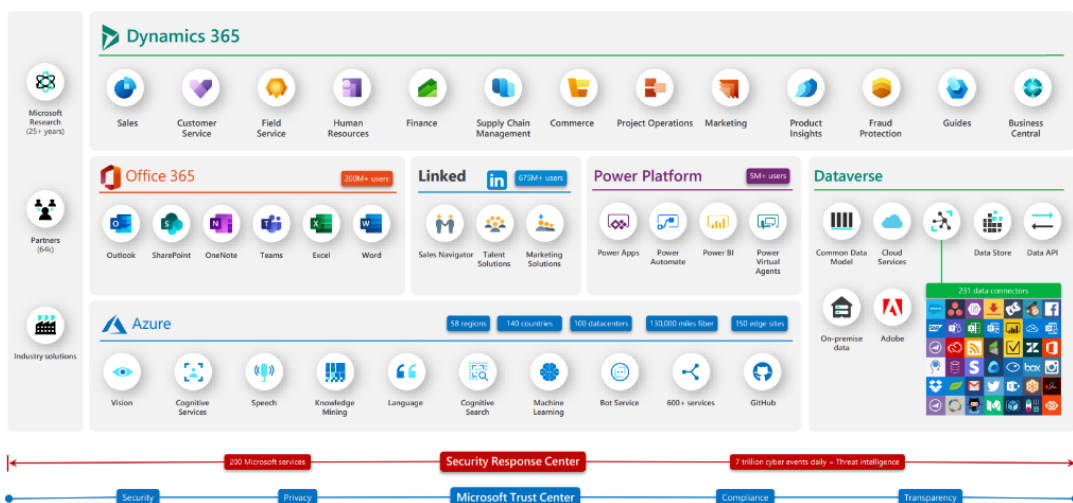 Microsoft
Research
(25+ years)
Partners
(64k)
Industry solutions
Dynamics 365
Sales
Customer
Service
Field
Service
Human
Resources
Finance
Supply Chain
Management
Commerce
Project Operations
Marketing
Product
Insights
Fraud
Protection
Guides
Business
Central
Office 365
200M+ users
Outlook
SharePoint
OneNote
Teams
Excel
Word
Linked in
675M+ users
Sales Navigator
Talent
Solutions
Marketing
Solutions
Power Platform
5M+ users
Power Apps
Power
Automate
Power BI
Power
Virtual
Agents
Dataverse
Common Data
Model
Cloud
Services
Data Store
Data API
231 data connectors
On-premise
data
Adobe
SAP
box
Azure
58 regions
140 countries
100 datacenters
130,000 miles fiber
150 edge sites
Vision
Cognitive
Services
Speech
Knowledge
Mining
Language
Cognitive
Search
Machine
Learning
Bot Service
600+ services
GitHub
200 Microsoft services
Security Response Center
7 trillion cyber events daily = Threat intelligence
Security
Privacy
Microsoft Trust Center
Compliance
Transparency